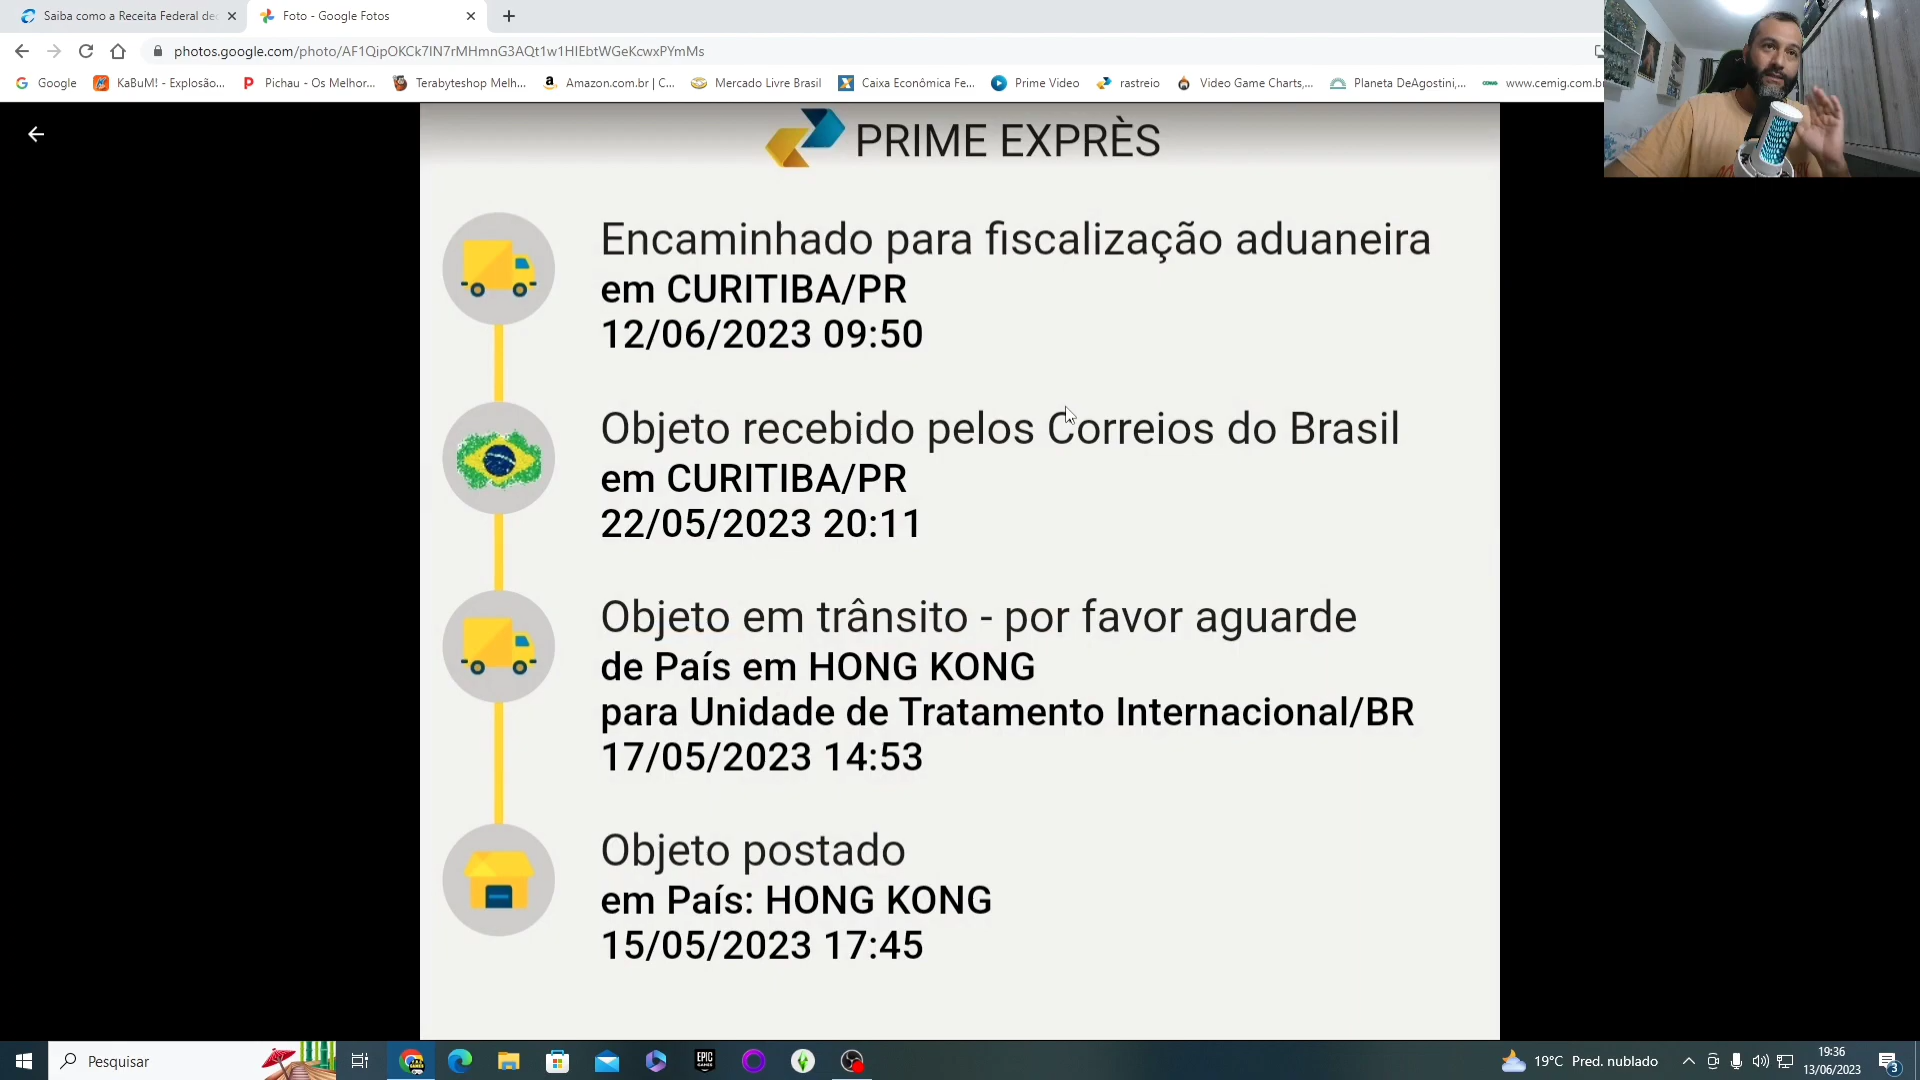 Saiba como a Receita Federal de
Foto - Google Fotos
photos.google.com/photo/AF1QipOKCk7IN7rMHmnG3AQt1w1HIEbtWGeKcwxPYmMs
Google
KaBuM! - Explosão...
Pichau - Os Melhor...
Terabyteshop Melh...
Amazon.com.br | C...
Mercado Livre Brasil
Caixa Econômica Fe...
Prime Video
rastreio
Video Game Charts,...
Planeta DeAgostini,...
www.cemig.com.b
PRIME EXPRÈS
Encaminhado para fiscalização aduaneira
em CURITIBA/PR
12/06/2023 09:50
Objeto recebido pelos Correios do Brasil
em CURITIBA/PR
22/05/2023 20:11
Objeto em trânsito - por favor aguarde
de País em HONG KONG
para Unidade de Tratamento Internacional/BR
17/05/2023 14:53
Objeto postado
em País: HONG KONG
15/05/2023 17:45
Pesquisar
EPIC GAMES
19°C Pred. nublado
19:36
13/06/2023
3